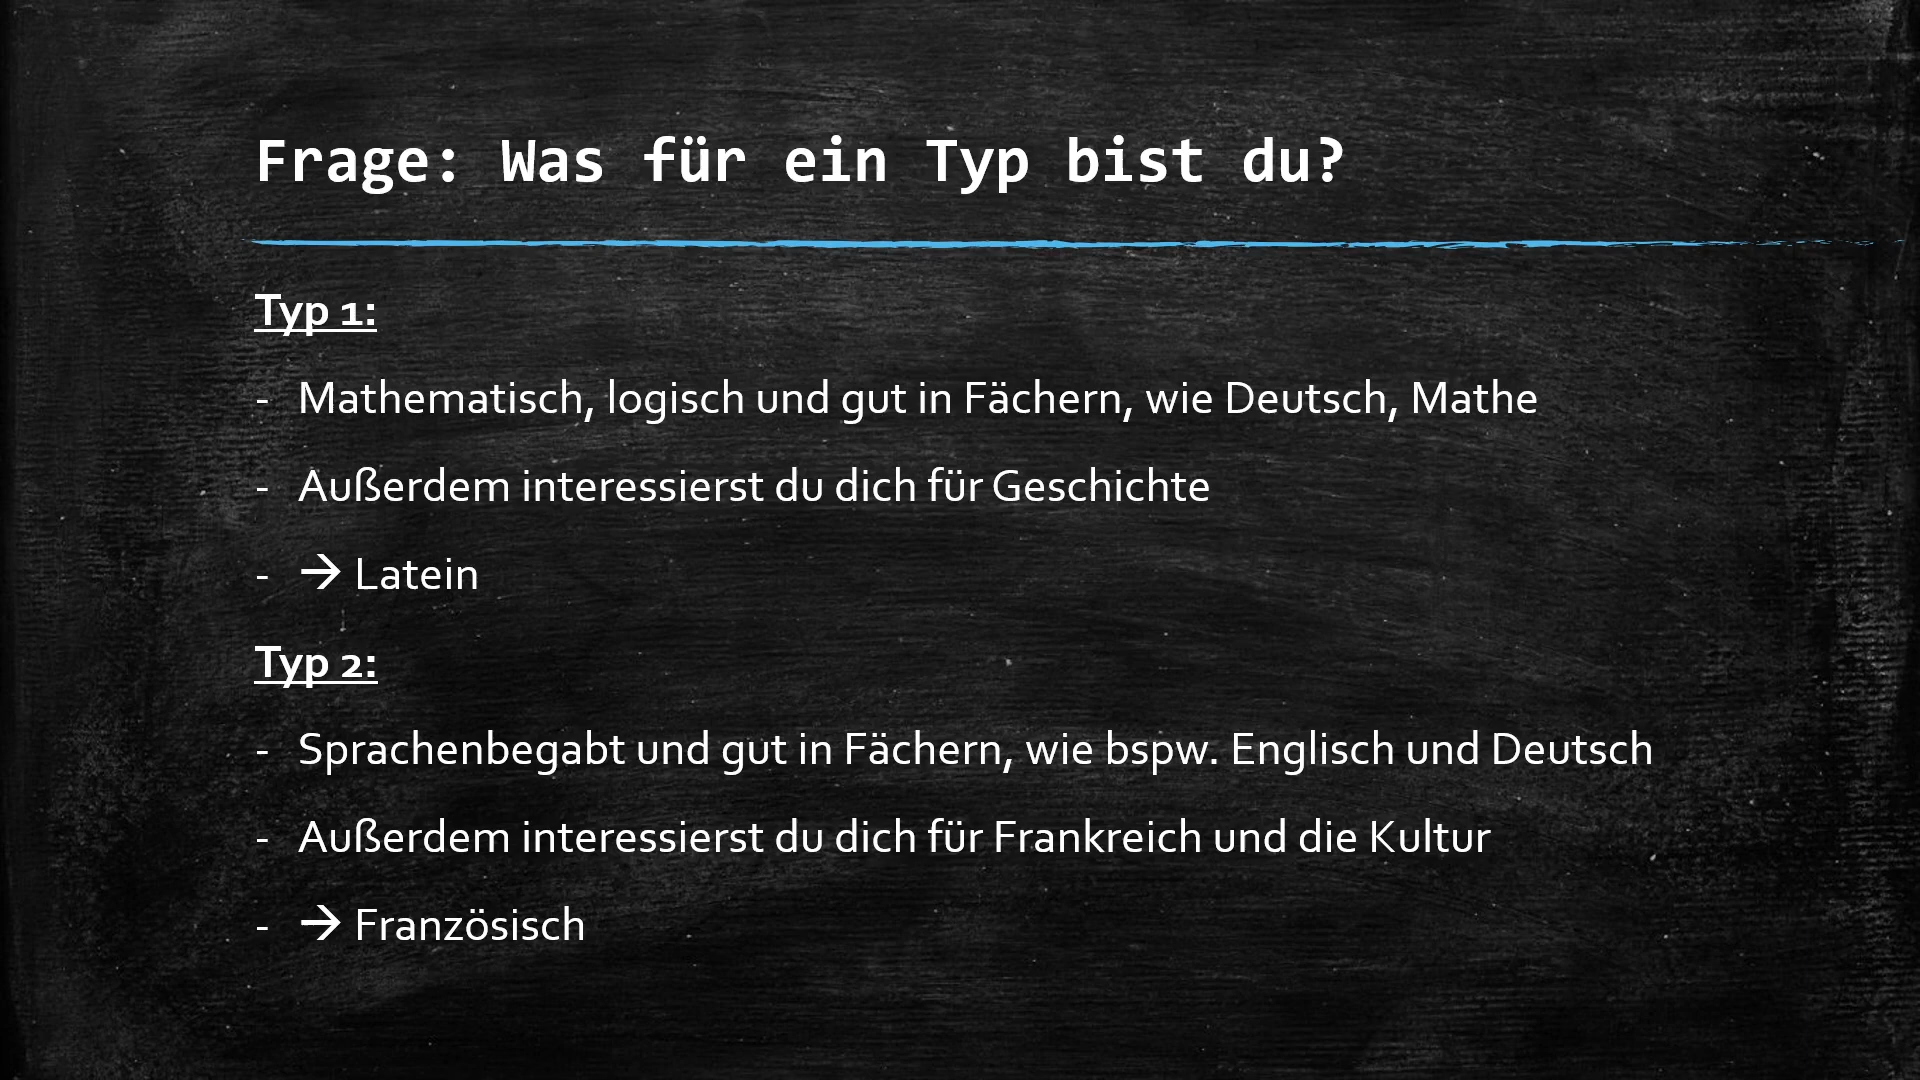 Frage: Was für ein Typ bist du?
Typ 1:
- Mathematisch, logisch und gut in Fächern, wie Deutsch, Mathe
- Außerdem interessierst du dich für Geschichte
- → Latein
Typ 2:
- Sprachenbegabt und gut in Fächern, wie bspw. Englisch und Deutsch
- Außerdem interessierst du dich für Frankreich und die Kultur
- → Französisch